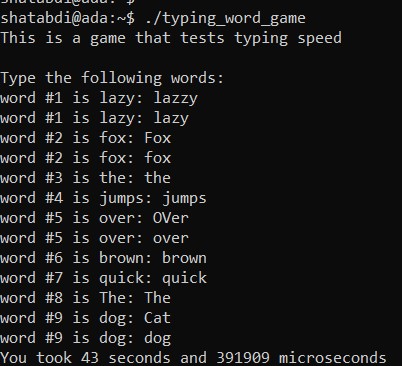 shatabdi@ada:~$
shatabdi@ada:~$ ./typing_word_game
This is a game that tests typing speed
Type the following words:
word #1 is lazy: lazzy
word #1 is lazy: lazy
word #2 is fox: Fox
word #2 is fox: fox
word #3 is the: the
word #4 is jumps: jumps
word #5 is over: OVer
word #5 is over: over
word #6 is brown: brown
word #7 is quick: quick
word #8 is The: The
word #9 is dog: Cat
word #9 is dog: dog
You took 43 seconds and 391909 microseconds